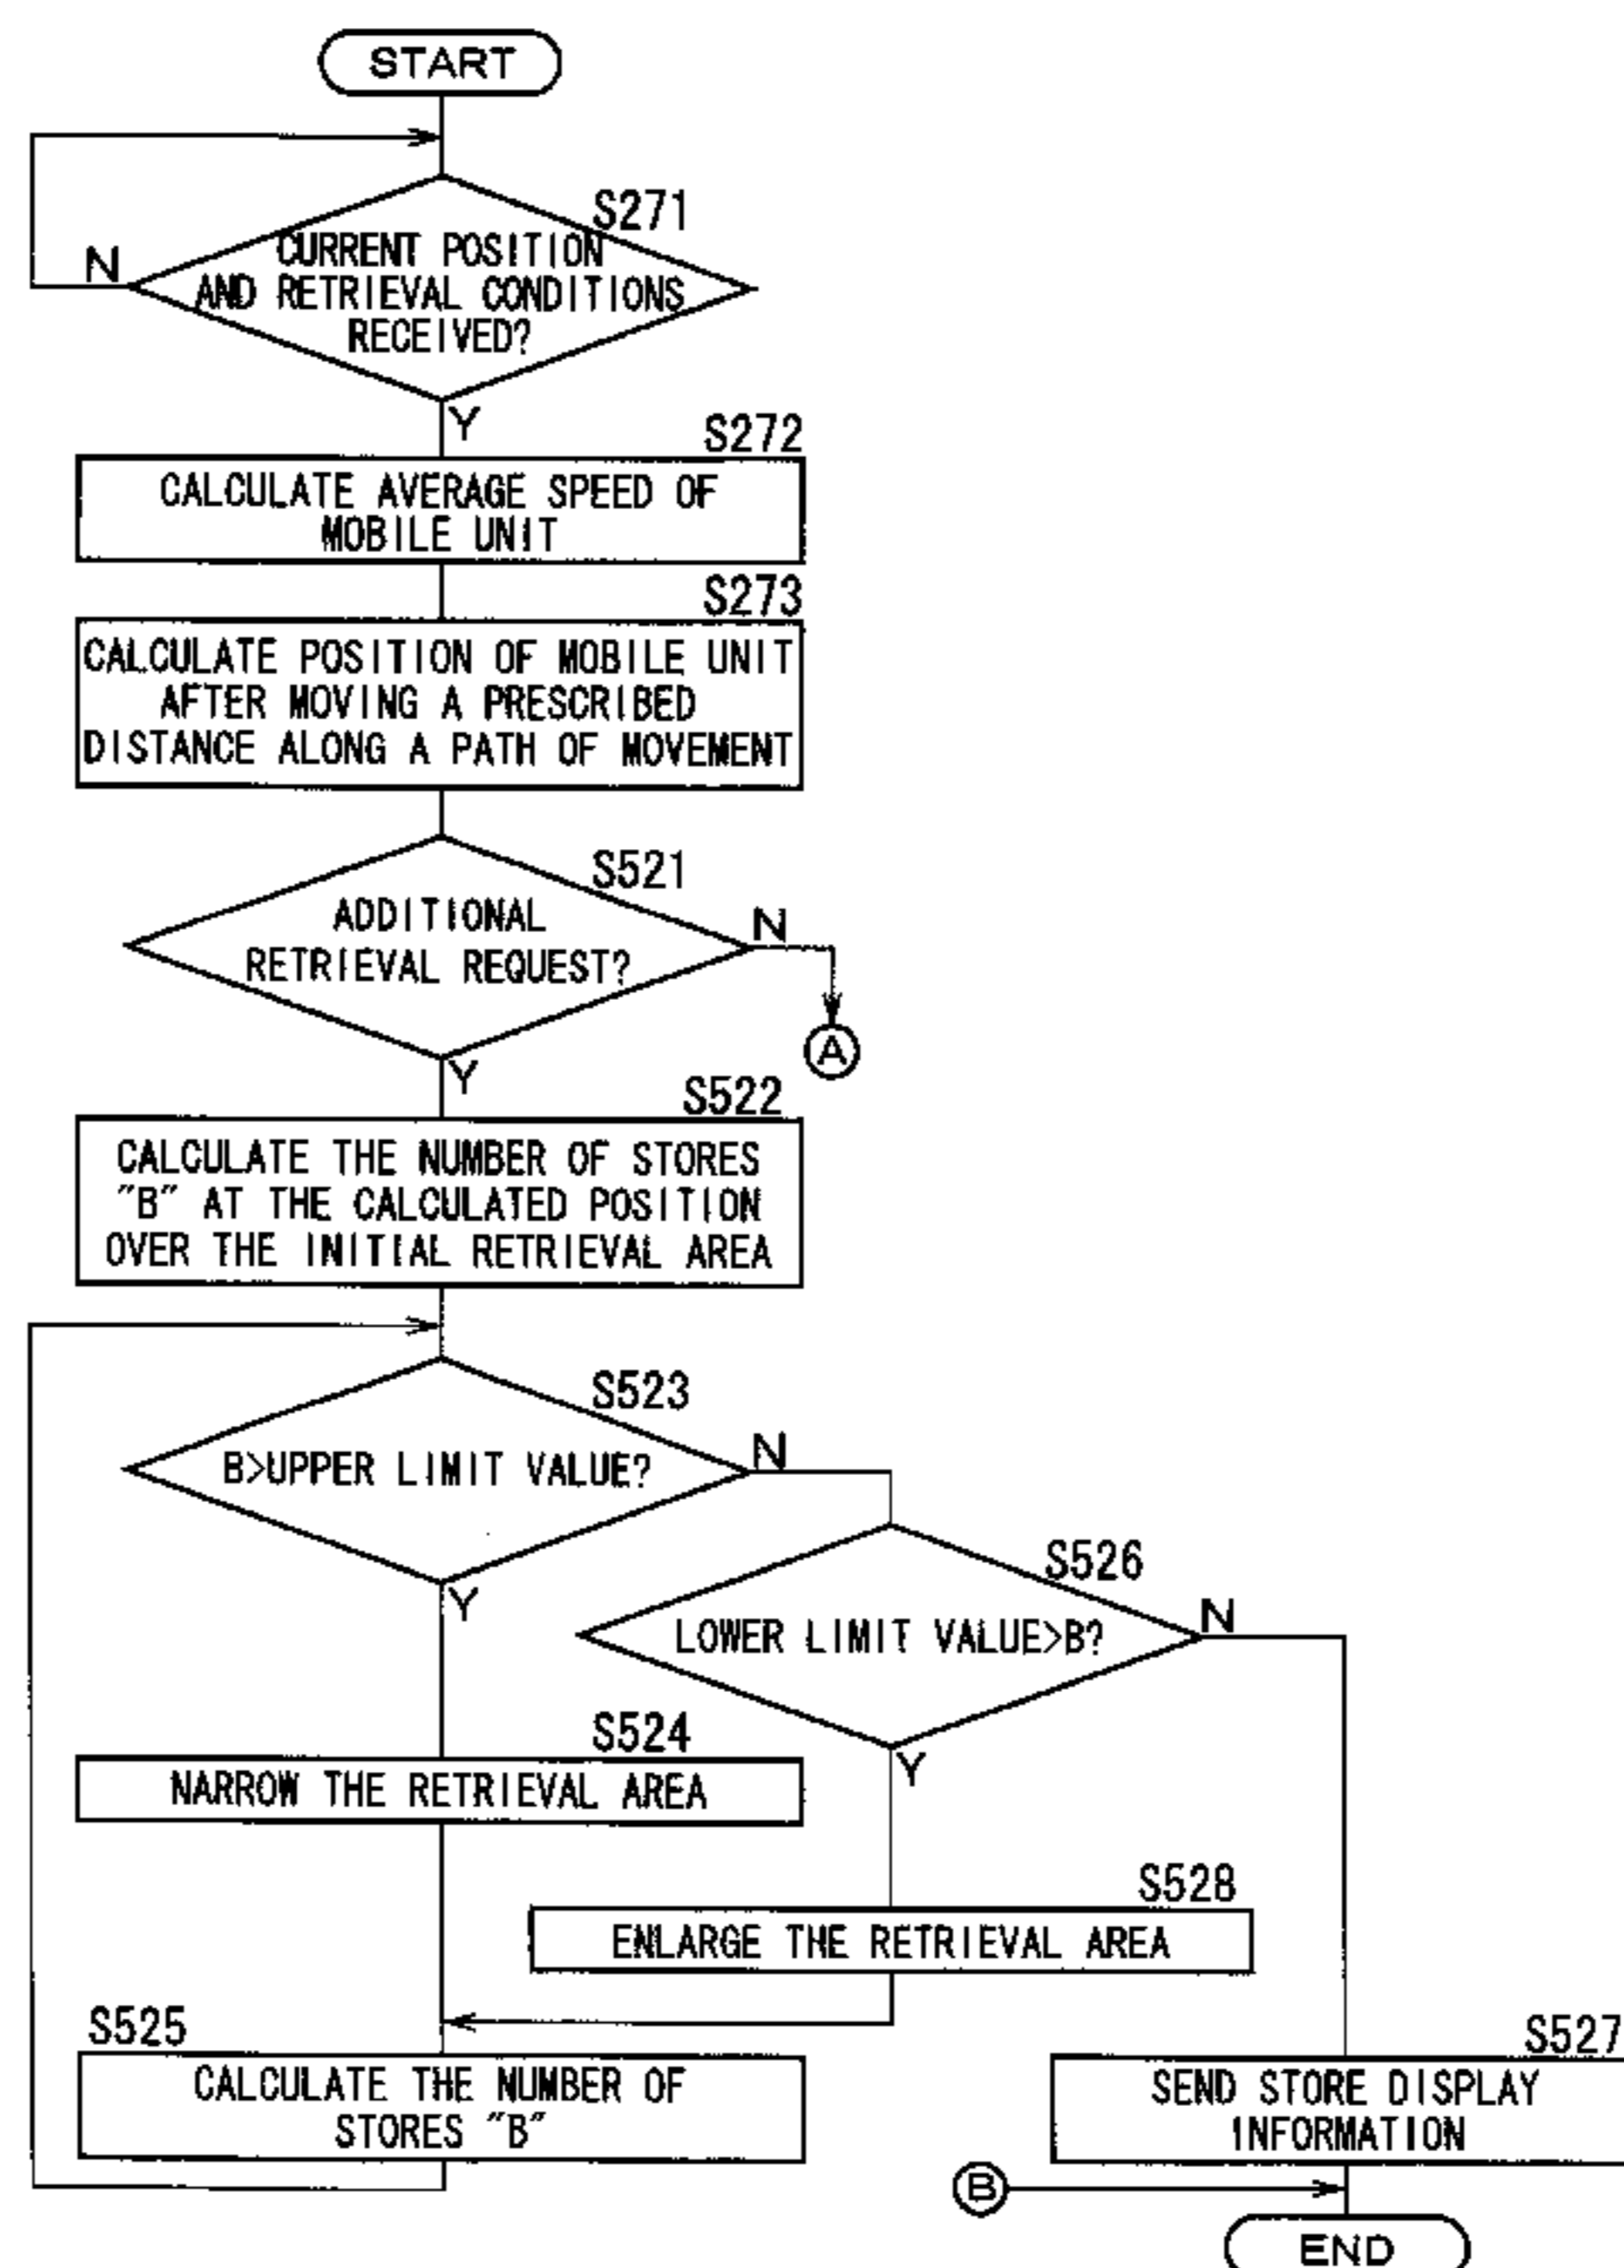 START
S271
CURRENT POSITION
AND RETRIEVAL CONDITIONS
RECEIVED?
N
Y
S272
CALCULATE AVERAGE SPEED OF
MOBILE UNIT
S273
CALCULATE POSITION OF MOBILE UNIT
AFTER MOVING A PRESCRIBED
DISTANCE ALONG A PATH OF MOVEMENT
S521
ADDITIONAL
RETRIEVAL REQUEST?
N
A
Y
S522
CALCULATE THE NUMBER OF STORES
"B" AT THE CALCULATED POSITION
OVER THE INITIAL RETRIEVAL AREA
S523
B>UPPER LIMIT VALUE?
N
Y
S526
LOWER LIMIT VALUE>B?
N
Y
S524
NARROW THE RETRIEVAL AREA
S528
ENLARGE THE RETRIEVAL AREA
S525
CALCULATE THE NUMBER OF
STORES "B"
S527
SEND STORE DISPLAY
INFORMATION
B
END